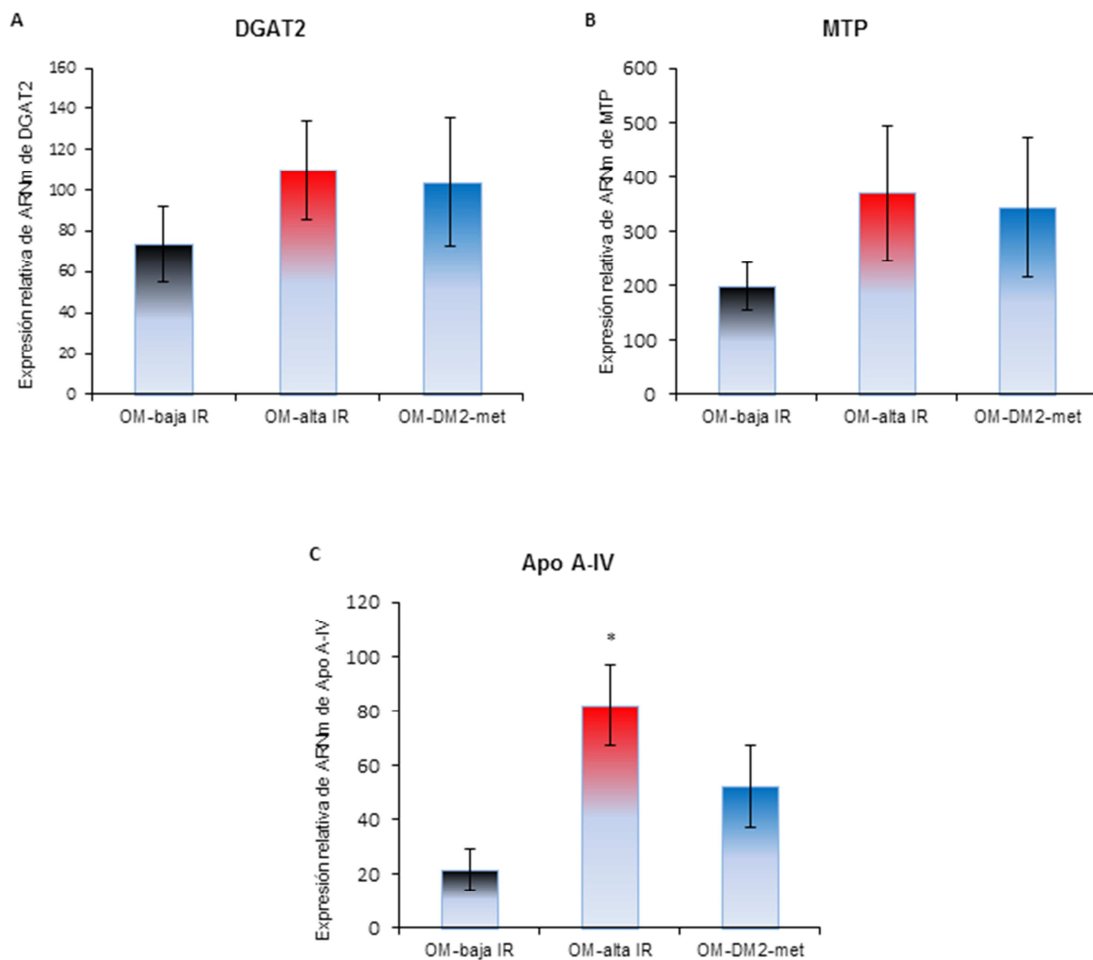 A
DGAT2
Expresión relativa de ARNm de DGAT2
160
140
120
100
80
60
40
20
0
OM-baja IR
OM-alta IR
OM-DM2-met
B
MTP
Expresión relativa de ARNm de MTP
600
500
400
300
200
100
0
OM-baja IR
OM-alta IR
OM-DM2-met
C
Apo A-IV
Expresión relativa de ARNm de Apo A-IV
120
100
80
60
40
20
0
*
OM-baja IR
OM-alta IR
OM-DM2-met